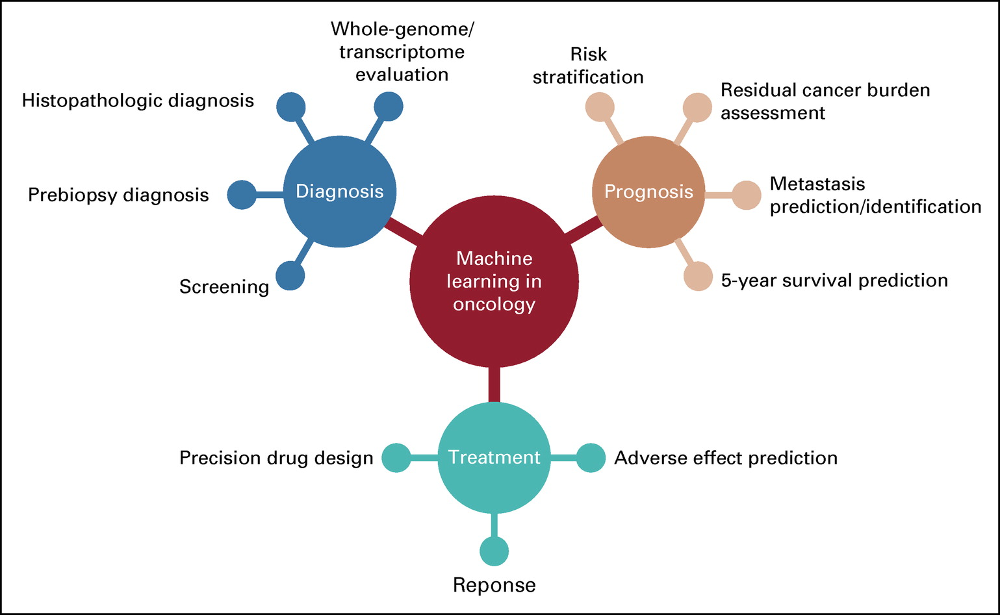 Whole-genome/
transcriptome
evaluation
Histopathologic diagnosis
Prebiopsy diagnosis
Diagnosis
Screening
Risk
stratification
Residual cancer burden
assessment
Prognosis
Metastasis
prediction/identification
5-year survival prediction
Machine
learning in
oncology
Precision drug design
Treatment
Adverse effect prediction
Reponse